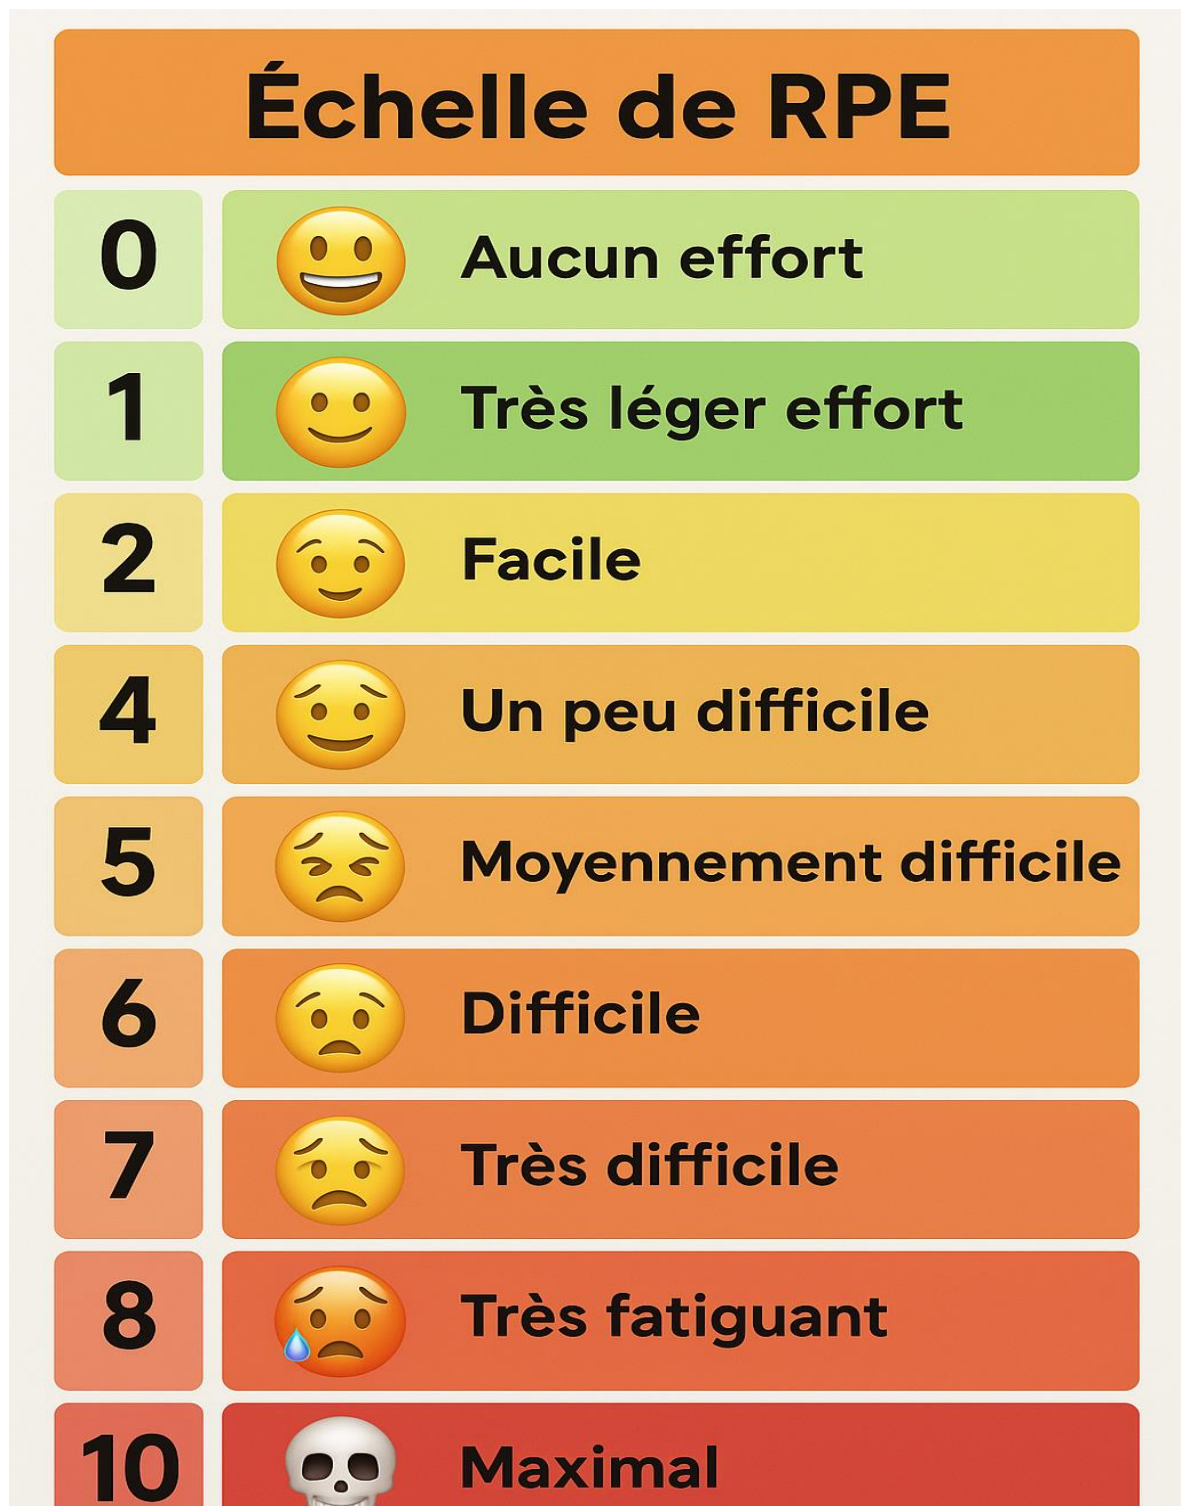 Échelle de RPE
0 Aucun effort
1 Très léger effort
2 Facile
4 Un peu difficile
5 Moyennement difficile
6 Difficile
7 Très difficile
8 Très fatiguant
10 Maximal